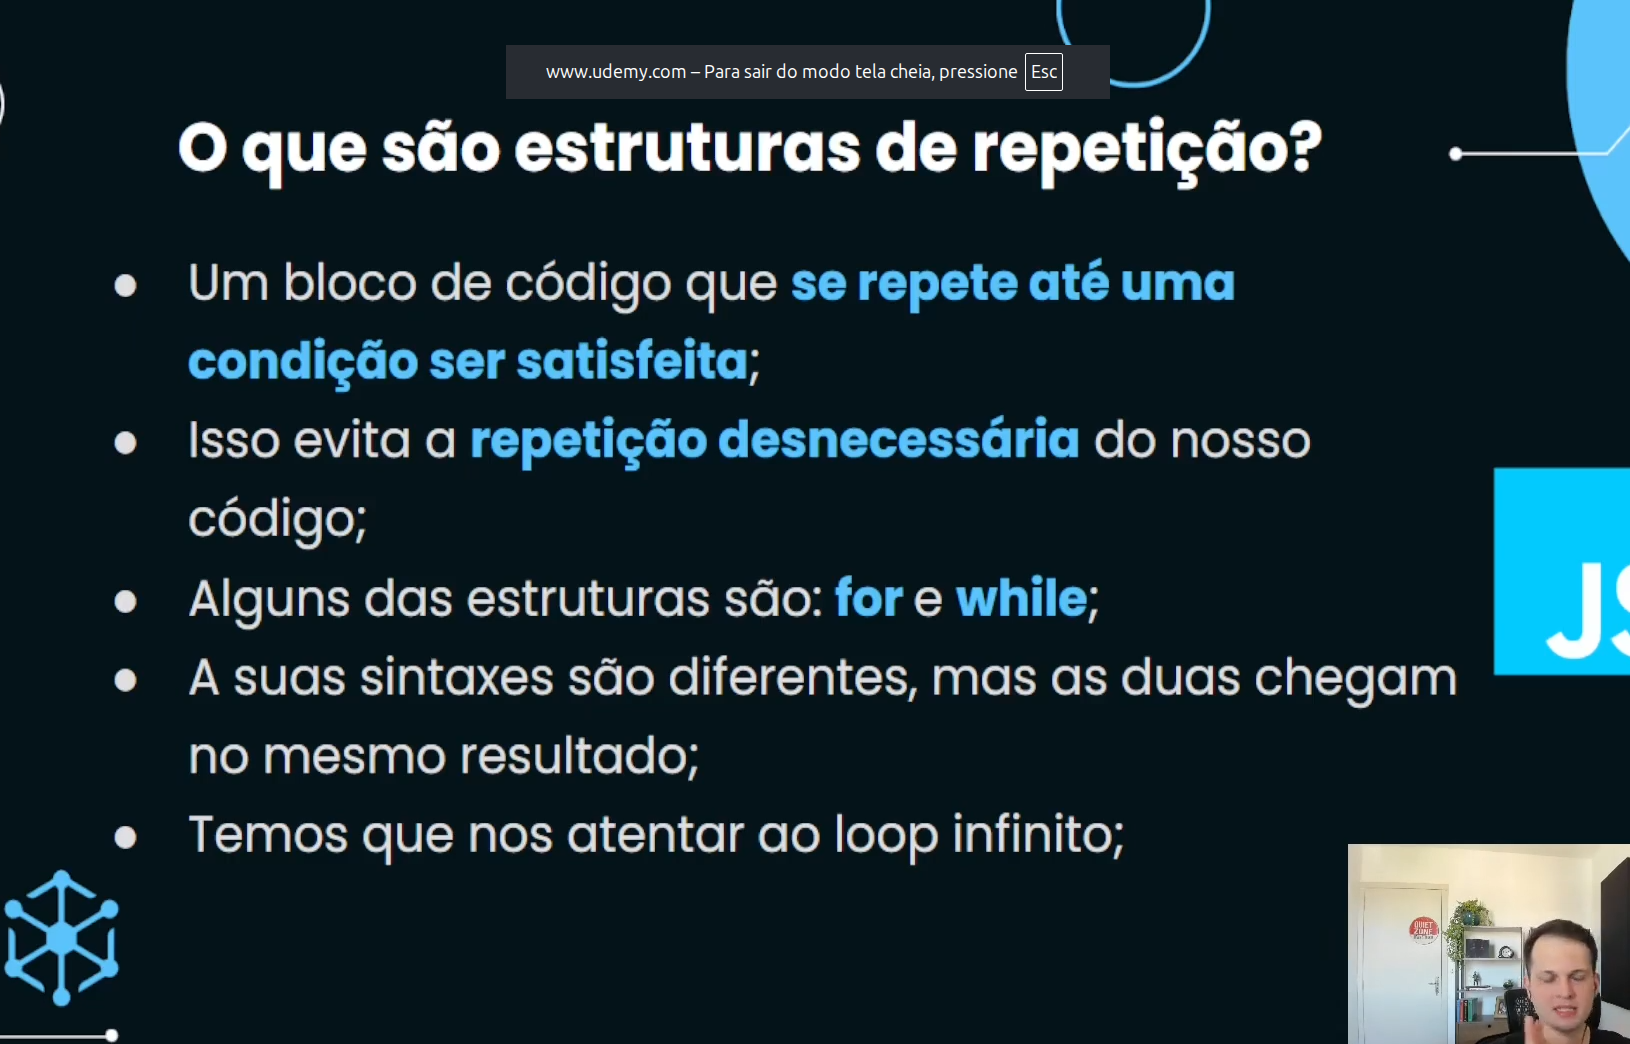 www.udemy.com – Para sair do modo tela cheia, pressione Esc
O que são estruturas de repetição?
● Um bloco de código que se repete até uma
condição ser satisfeita;
● Isso evita a repetição desnecessária do nosso
código;
● Alguns das estruturas são: for e while;
● A suas sintaxes são diferentes, mas as duas chegam
no mesmo resultado;
● Temos que nos atentar ao loop infinito;
JS
QUIET
ZONE